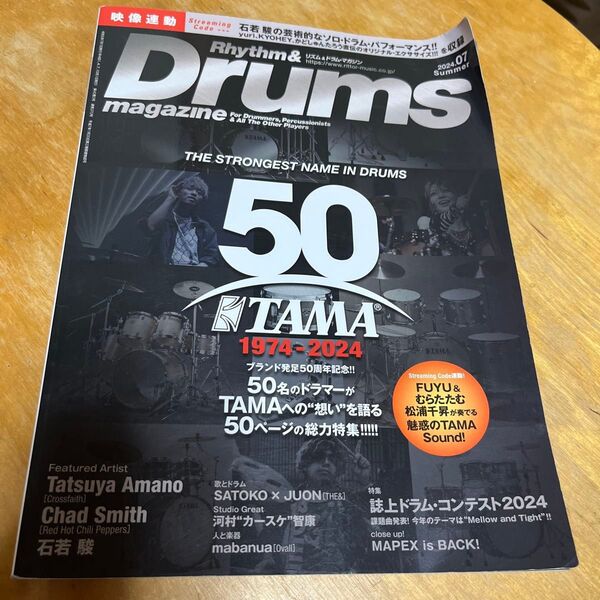 映像連動
Streaming
Code
石若 駿の芸術的なソロ・ドラム・パフォーマンス!!
yuri、KYOHEY、かどしゅんたろう直伝のオリジナル・エクササイズ!!! を収録
Rhythm&
リズム&ドラム・マガジン
https://www.rittor-music.co.jp/
2024.07
Summer
Drums
magazine
For Drummers, Percussionists
& All The Other Players
THE STRONGEST NAME IN DRUMS
50
TAMA®
1974-2024
ブランド発足50周年記念!!
50名のドラマーが
TAMAへの“想い”を語る
50ページの総力特集!!!!!
Streaming Code連動!
FUYU &
むらたたむ
松浦千昇が奏でる
魅惑のTAMA
Sound!
Featured Artist
Tatsuya Amano
[Crossfaith]
Chad Smith
[Red Hot Chili Peppers]
石若 駿
歌とドラム
SATOKO × JUON[THE&]
Studio Great
河村“カースケ”智康
人と楽器
mabanua[Ovall]
特集
誌上ドラム・コンテスト2024
課題曲発表! 今年のテーマは“Mellow and Tight”!!
close up!
MAPEX is BACK!